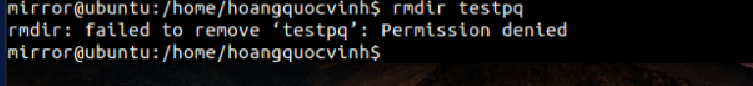 mirror@ubuntu:/home/hoangquocvinh$ rmdir testpq
rmdir: failed to remove ‘testpq’: Permission denied
mirror@ubuntu:/home/hoangquocvinh$